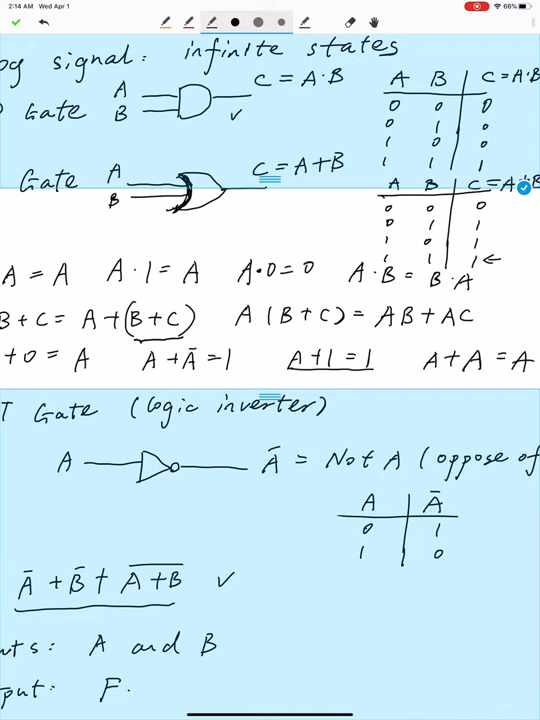 2:14 AM Wed Apr 1 66%
og signal: infinite states
Gate A B C = A·B
A B C = A·B
0 0 0
0 1 0
1 0 0
1 1 1
Gate A B C = A+B
A B C = A+B
0 0 0
0 1 1
1 0 1
1 1 1 ←
A = A A·1 = A A·0 = 0 A·B = B·A
B + C = A + (B + C) A (B + C) = AB + AC
+ 0 = A A + Ā = 1 A + 1 = 1 A + A = A
T Gate (logic inverter)
A Ā = Not A (oppose of
A Ā
0 1
1 0
Ā + B̄ + A̅+̅B̅ ✓
uts: A and B
put: F.